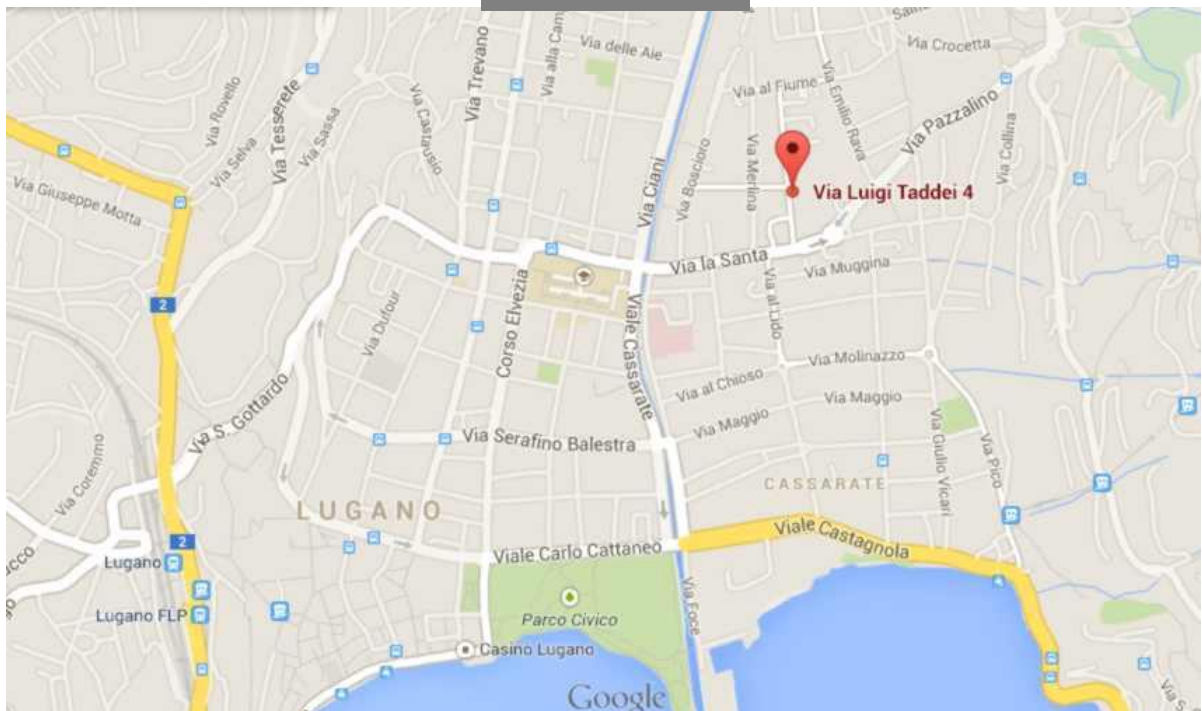 Via delle Aie
Via Crocetta
Via Trevano
Via Rovello
Via Tesserete
Via Sassa
Via Selva
Via Castausio
Via al Fiume
Via Emilio Rava
Via Pazzalino
Via Collina
Via Ciani
Via Boscioro
Via Merlina
Via Luigi Taddei 4
Via Giuseppe Motta
Via la Santa
Via Muggina
2
Via Dufour
Corso Elvezia
Viale Cassarate
Via al Lido
Via Molinazzo
Via S. Gottardo
Via al Chioso
Via Maggio
Via Maggio
Via Serafino Balestra
Via Giulio Vicari
Via Pico
Via Coremmo
CASSARATE
LUGANO
Viale Castagnola
2
Viale Carlo Cattaneo
Lugano
Lugano FLP
Parco Civico
Via Foce
Casino Lugano
Google